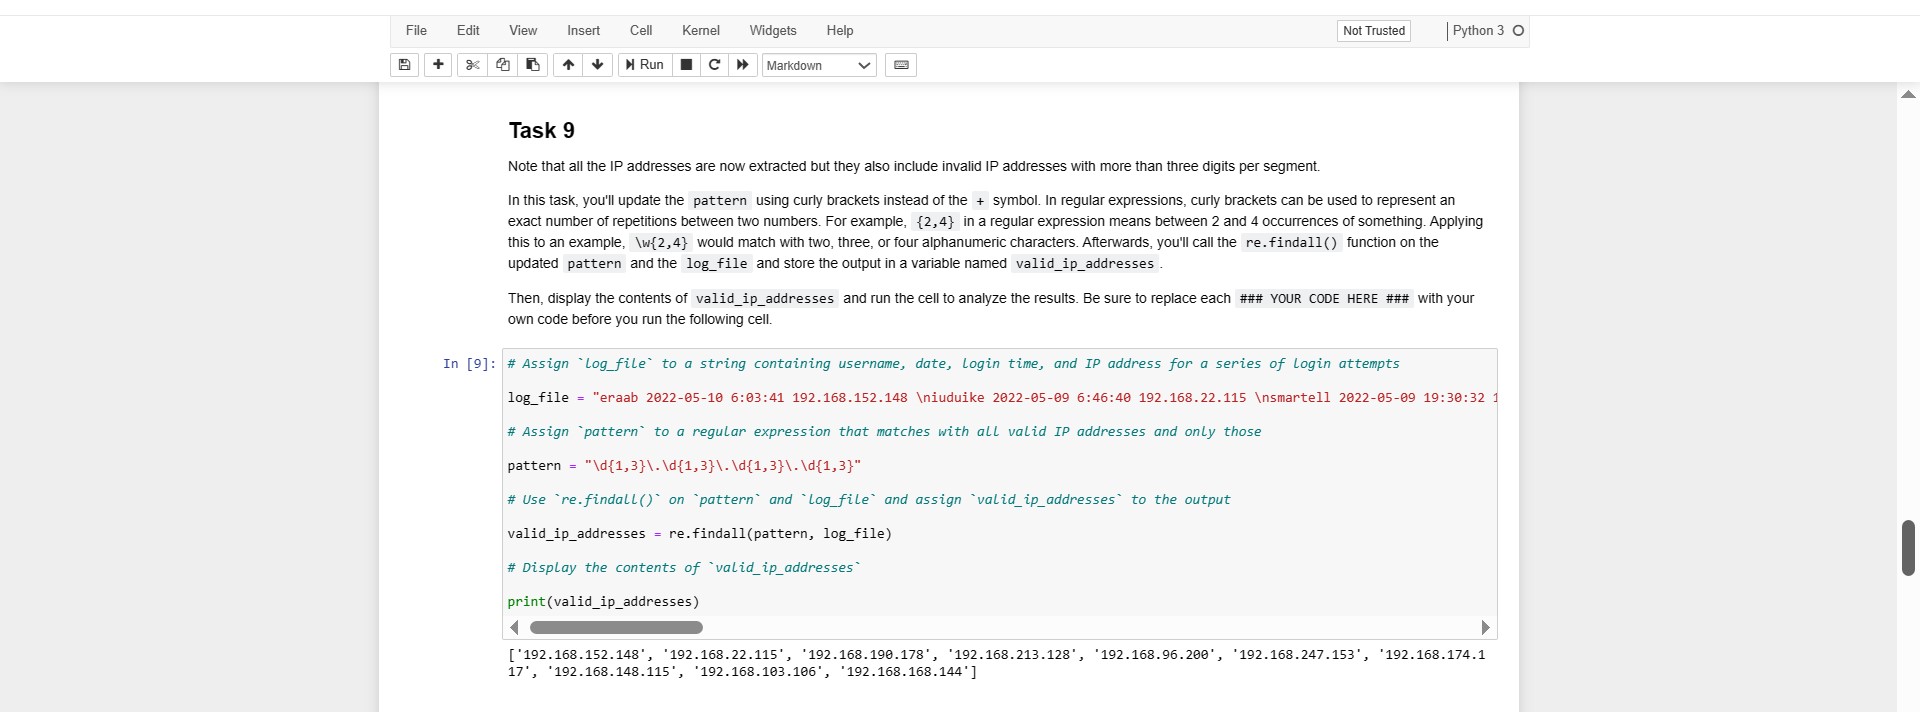 File Edit View Insert Cell Kernel Widgets Help Not Trusted Python 3
Run Markdown
Task 9
Note that all the IP addresses are now extracted but they also include invalid IP addresses with more than three digits per segment.
In this task, you'll update the pattern using curly brackets instead of the + symbol. In regular expressions, curly brackets can be used to represent an
exact number of repetitions between two numbers. For example, {2,4} in a regular expression means between 2 and 4 occurrences of something. Applying
this to an example, \w{2,4} would match with two, three, or four alphanumeric characters. Afterwards, you'll call the re.findall() function on the
updated pattern and the log_file and store the output in a variable named valid_ip_addresses .
Then, display the contents of valid_ip_addresses and run the cell to analyze the results. Be sure to replace each ### YOUR CODE HERE ### with your
own code before you run the following cell.
In [9]: # Assign `log_file` to a string containing username, date, login time, and IP address for a series of login attempts
log_file = "eraab 2022-05-10 6:03:41 192.168.152.148 \niuduike 2022-05-09 6:46:40 192.168.22.115 \nsmartell 2022-05-09 19:30:32 1
# Assign `pattern` to a regular expression that matches with all valid IP addresses and only those
pattern = "\d{1,3}\.\d{1,3}\.\d{1,3}\.\d{1,3}"
# Use `re.findall()` on `pattern` and `log_file` and assign `valid_ip_addresses` to the output
valid_ip_addresses = re.findall(pattern, log_file)
# Display the contents of `valid_ip_addresses`
print(valid_ip_addresses)
['192.168.152.148', '192.168.22.115', '192.168.190.178', '192.168.213.128', '192.168.96.200', '192.168.247.153', '192.168.174.1
17', '192.168.148.115', '192.168.103.106', '192.168.168.144']